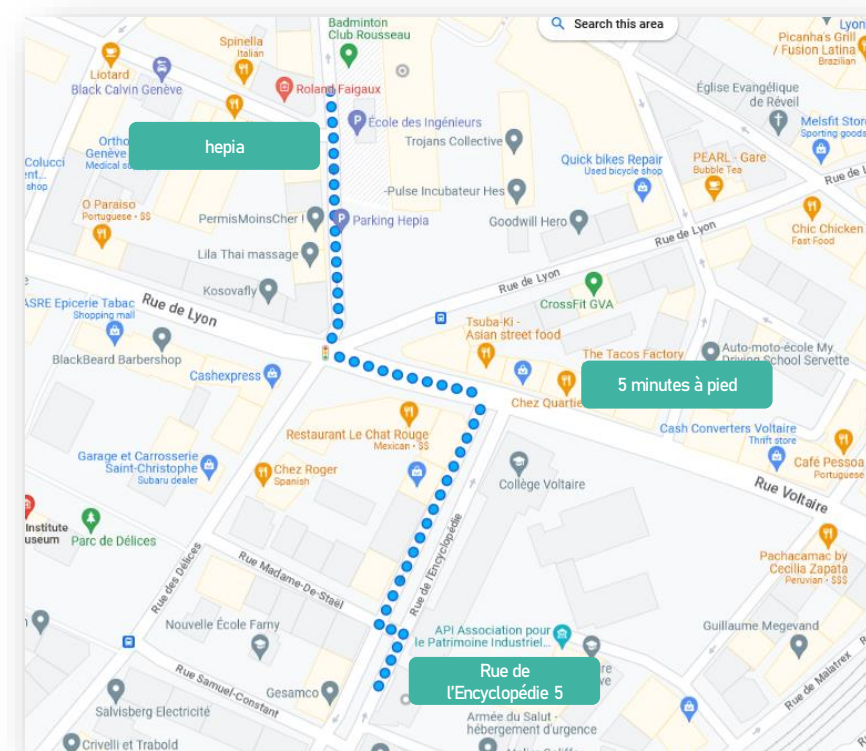 Badminton
Club Rousseau
Search this area
Lyon
Picanha's Grill
/ Fusion Latina
Brazilian
Spinella
Italian
Liotard
Black Calvin Genève
Roland Faigaux
Église Evangélique
de Réveil
École des Ingénieurs
Melsfit Store
Sporting goods
hepia
Orth
Genève
Medical su
Trojans Collective
Colucci
ent...
shop
Quick bikes Repair
Used bicycle shop
PEARL - Gare
Bubble Tea
Rue de L
-Pulse Incubateur Hes
O Paraiso
Portuguese • $$
PermisMoinsCher !
Parking Hepia
Goodwill Hero
Chic Chicken
Fast Food
Rue de Lyon
Lila Thai massage
Rue de Lyon
Kosovafly
CrossFit GVA
ASRE Epicerie Tabac
Shopping mall
Rue de Lyon
Tsuba-Ki -
Asian street food
BlackBeard Barbershop
The Tacos Factory
Auto-moto-école My
Driving School Servette
Cashexpress
5 minutes à pied
Chez Quartie
Restaurant Le Chat Rouge
Mexican • $$
Cash Converters Voltaire
Thrift store
Garage et Carrosserie
Saint-Christophe
Subaru dealer
Chez Roger
Spanish
Café Pessoa
Portuguese
Collège Voltaire
Rue Voltaire
Institute
useum
Parc de Délices
Rue de l'Encyclopédie
Pachacamac by
Cecilia Zapata
Peruvian • $$$
Rue des Délices
Rue Madame-De-Staël
Nouvelle École Farny
API Association pour
le Patrimoine Industriel...
Guillaume Megevand
Rue de
l'Encyclopédie 5
re
ve
Rue Samuel-Constant
Gesamco
Rue de Malatrex
Salvisberg Electricité
Armée du Salut -
hébergement d'urgence
Crivelli et Trabold